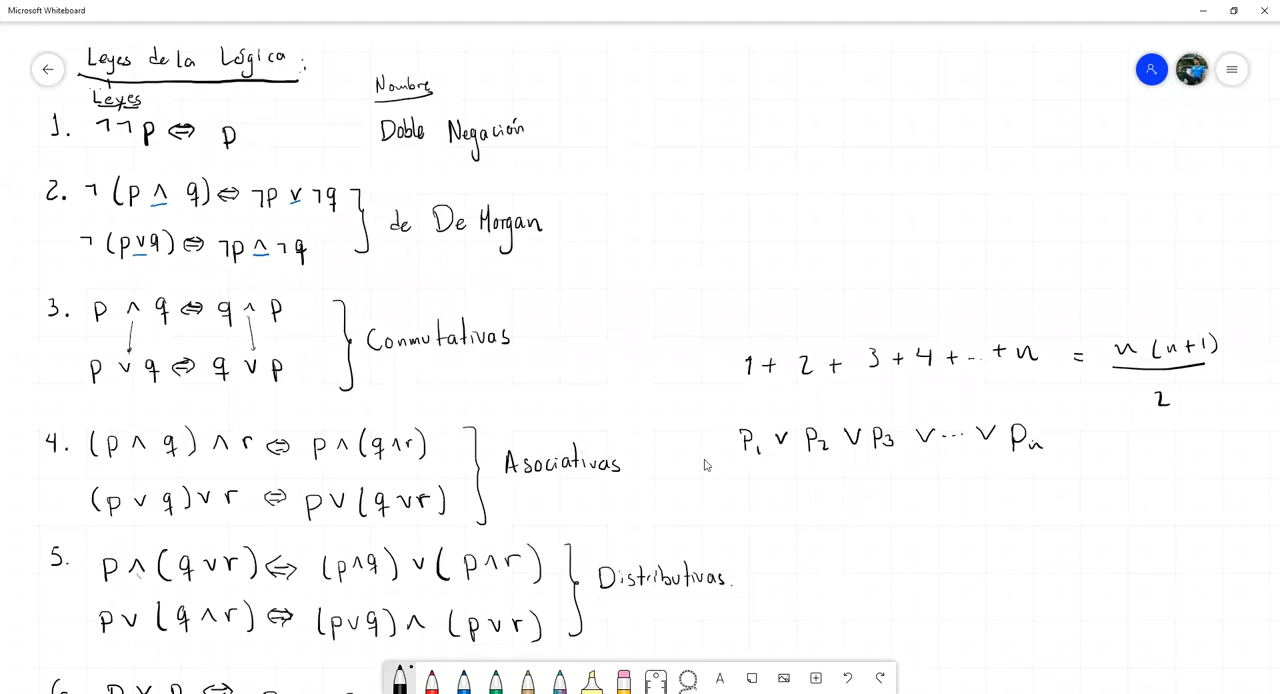 Microsoft Whiteboard
Leyes de la Lógica :
Leyes
Nombre
1. ¬¬p ⇔ p Doble Negación
2. ¬(p ∧ q) ⇔ ¬p ∨ ¬q
¬(p∨q) ⇔ ¬p ∧ ¬q
de De Morgan
3. p ∧ q ⇔ q ∧ p
p ∨ q ⇔ q ∨ p
Conmutativas
4. (p ∧ q) ∧ r ⇔ p∧(q∧r)
(p ∨ q)∨ r ⇔ p∨(q∨r)
Asociativas
5. p∧(q∨r)⇔ (p∧q)∨(p∧r)
p∨(q∧r)⇔ (p∨q)∧(p∨r)
Distributivas.
1+2+3+4+...+n = n(n+1)
2
P₁ ∨ P₂ ∨ P₃ ∨ ... ∨ Pₙ
A